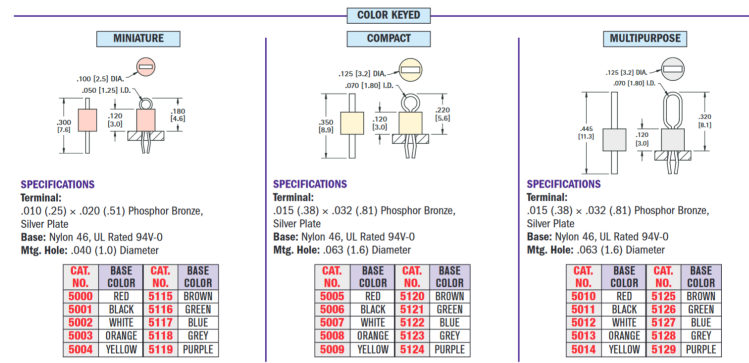 COLOR KEYED
MINIATURE
.100 [2.5] DIA.
.050 [1.25] I.D.
.300
[7.6]
.120
[3.0]
.180
[4.6]
SPECIFICATIONS
Terminal:
.010 (.25) × .020 (.51) Phosphor Bronze,
Silver Plate
Base: Nylon 46, UL Rated 94V-0
Mtg. Hole: .040 (1.0) Diameter
CAT. NO. BASE COLOR CAT. NO. BASE COLOR
5000 RED 5115 BROWN
5001 BLACK 5116 GREEN
5002 WHITE 5117 BLUE
5003 ORANGE 5118 GREY
5004 YELLOW 5119 PURPLE
COMPACT
.125 [3.2] DIA.
.070 [1.80] I.D.
.350
[8.9]
.120
[3.0]
.220
[5.6]
SPECIFICATIONS
Terminal:
.015 (.38) × .032 (.81) Phosphor Bronze,
Silver Plate
Base: Nylon 46, UL Rated 94V-0
Mtg. Hole: .063 (1.6) Diameter
CAT. NO. BASE COLOR CAT. NO. BASE COLOR
5005 RED 5120 BROWN
5006 BLACK 5121 GREEN
5007 WHITE 5122 BLUE
5008 ORANGE 5123 GREY
5009 YELLOW 5124 PURPLE
MULTIPURPOSE
.125 [3.2] DIA.
.070 [1.80] I.D.
.445
[11.3]
.120
[3.0]
.320
[8.1]
SPECIFICATIONS
Terminal:
.015 (.38) × .032 (.81) Phosphor Bronze,
Silver Plate
Base: Nylon 46, UL Rated 94V-0
Mtg. Hole: .063 (1.6) Diameter
CAT. NO. BASE COLOR CAT. NO. BASE COLOR
5010 RED 5125 BROWN
5011 BLACK 5126 GREEN
5012 WHITE 5127 BLUE
5013 ORANGE 5128 GREY
5014 YELLOW 5129 PURPLE